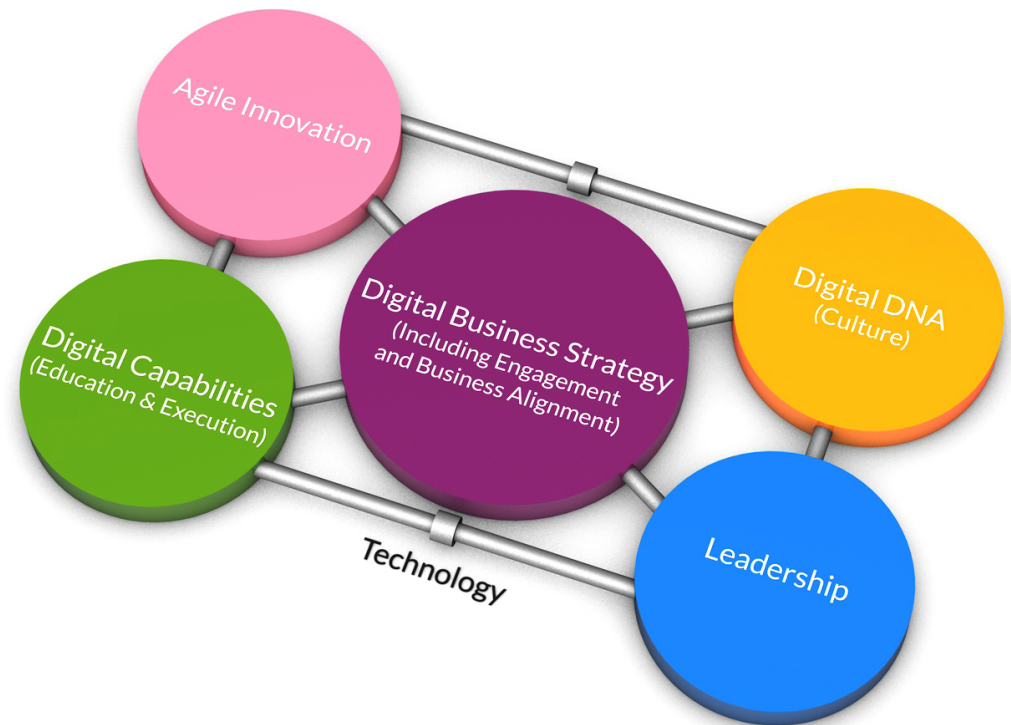 Agile Innovation
Digital Business Strategy
(Including Engagement
and Business Alignment)
Digital DNA
(Culture)
Digital Capabilities
(Education & Execution)
Leadership
Technology